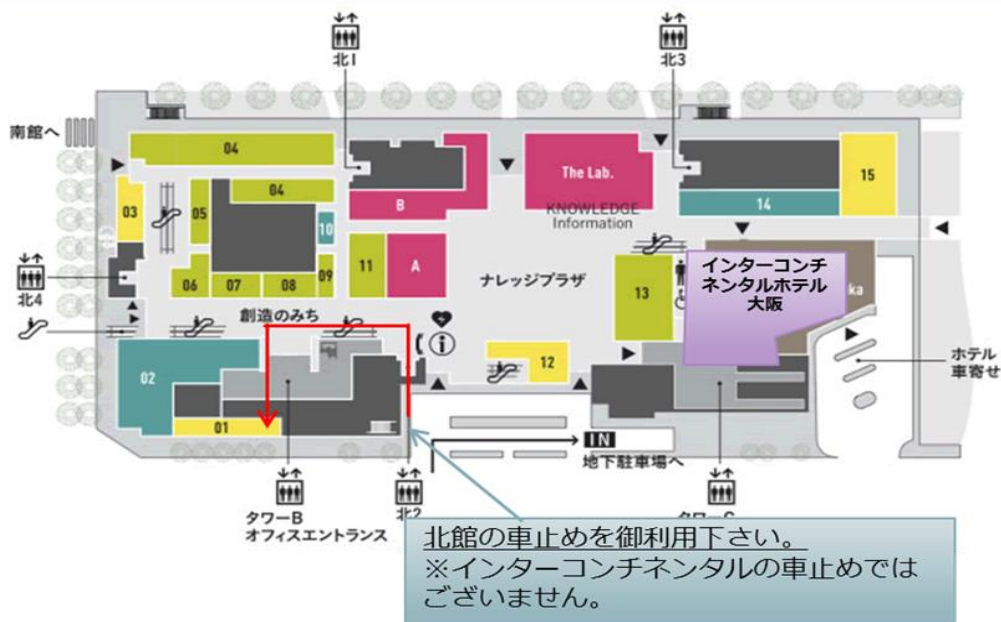 北1
北3
南館へ
04
The Lab.
15
03
05
04
10
B
KNOWLEDGE
Information
14
11
A
インターコンチ
ネンタルホテル
大阪
ka
北4
06
07
08
09
ナレッジプラザ
13
創造のみち
ホテル
車寄せ
02
12
01
IN
地下駐車場へ
タワーB
オフィスエントランス
北2
北館の車止めを御利用下さい。
※インターコンチネンタルの車止めでは
ございません。